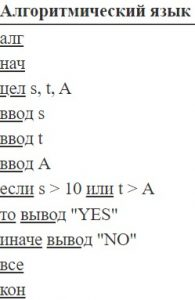 Алгоритмический язык
алг
нач
цел s, t, A
ввод s
ввод t
ввод A
если s > 10 или t > A
то вывод "YES"
иначе вывод "NO"
все
кон